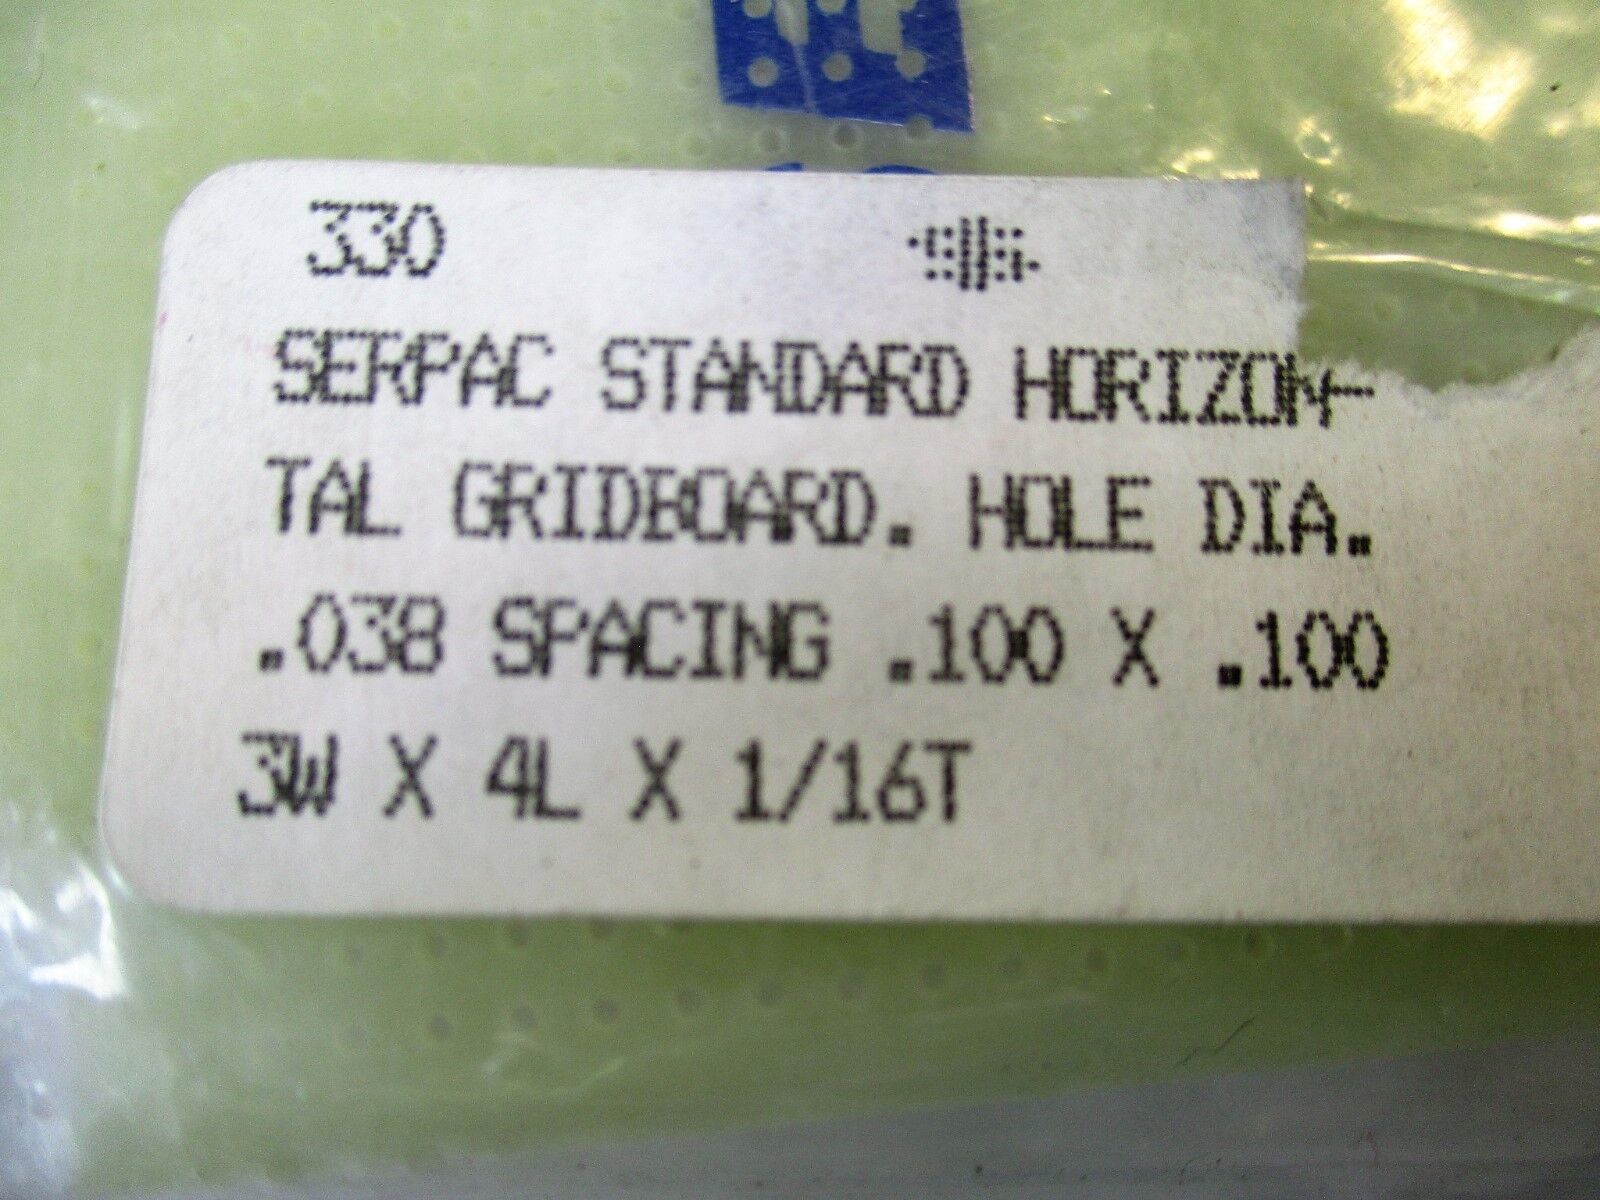 330
SERPAC STANDARD HORIZON-
TAL GRIDBOARD. HOLE DIA.
.038 SPACING .100 X .100
3W X 4L X 1/16T